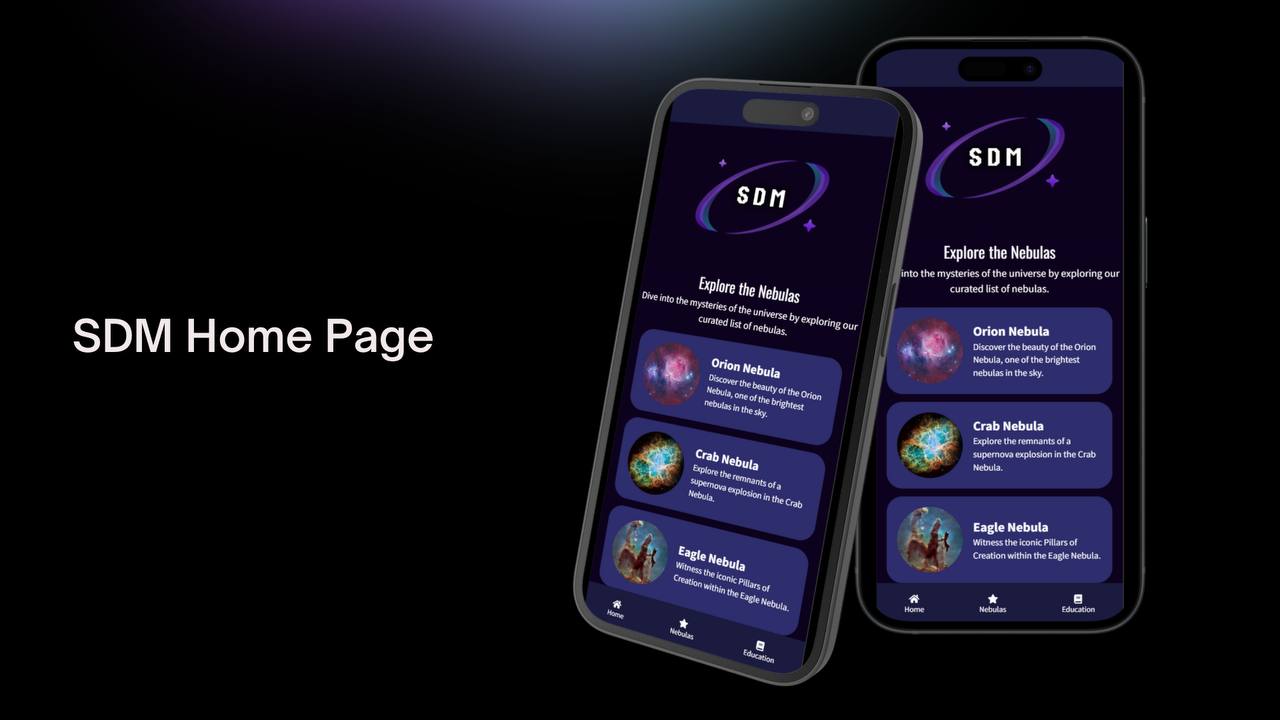 SDM Home Page
SDM
Explore the Nebulas
Dive into the mysteries of the universe by exploring our
curated list of nebulas.
Orion Nebula
Discover the beauty of the Orion
Nebula, one of the brightest
nebulas in the sky.
Crab Nebula
Explore the remnants of a
supernova explosion in the Crab
Nebula.
Eagle Nebula
Witness the iconic Pillars of
Creation within the Eagle Nebula.
Home
Nebulas
Education
SDM
Explore the Nebulas
into the mysteries of the universe by exploring our
curated list of nebulas.
Orion Nebula
Discover the beauty of the Orion
Nebula, one of the brightest
nebulas in the sky.
Crab Nebula
Explore the remnants of a
supernova explosion in the Crab
Nebula.
Eagle Nebula
Witness the iconic Pillars of
Creation within the Eagle Nebula.
Home
Nebulas
Education